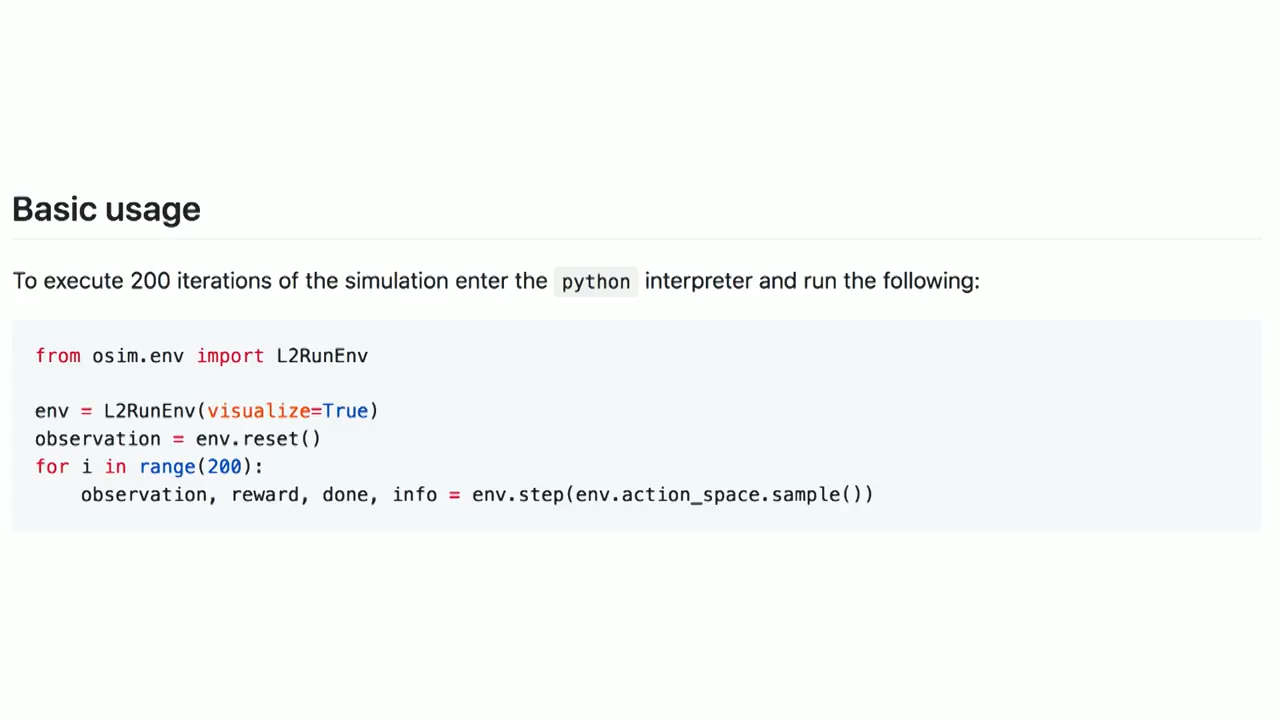 Basic usage
To execute 200 iterations of the simulation enter the python interpreter and run the following:
from osim.env import L2RunEnv
env = L2RunEnv(visualize=True)
observation = env.reset()
for i in range(200):
    observation, reward, done, info = env.step(env.action_space.sample())